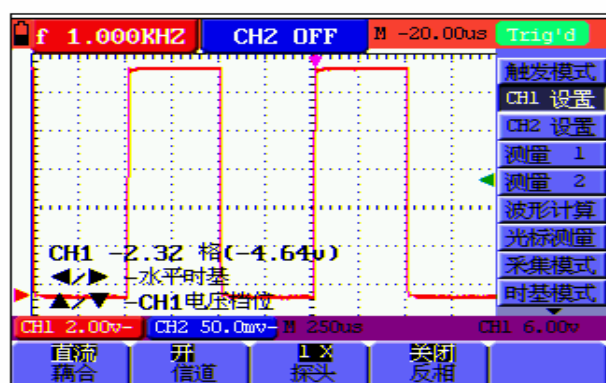 f 1.000KHZ CH2 OFF M -20.00us Trig'd
触发模式
CH1 设置
CH2 设置
测量 1
测量 2
波形计算
光标测量
采集模式
时基模式
CH1 -2.32 格(-4.64v)
◀/▶ -水平时基
▲/▼ -CH1电压档位
CH1 2.00v- CH2 50.0mv- M 250us CH1 6.00v
直流 开 1 X 关闭
藕合 信道 探头 反相